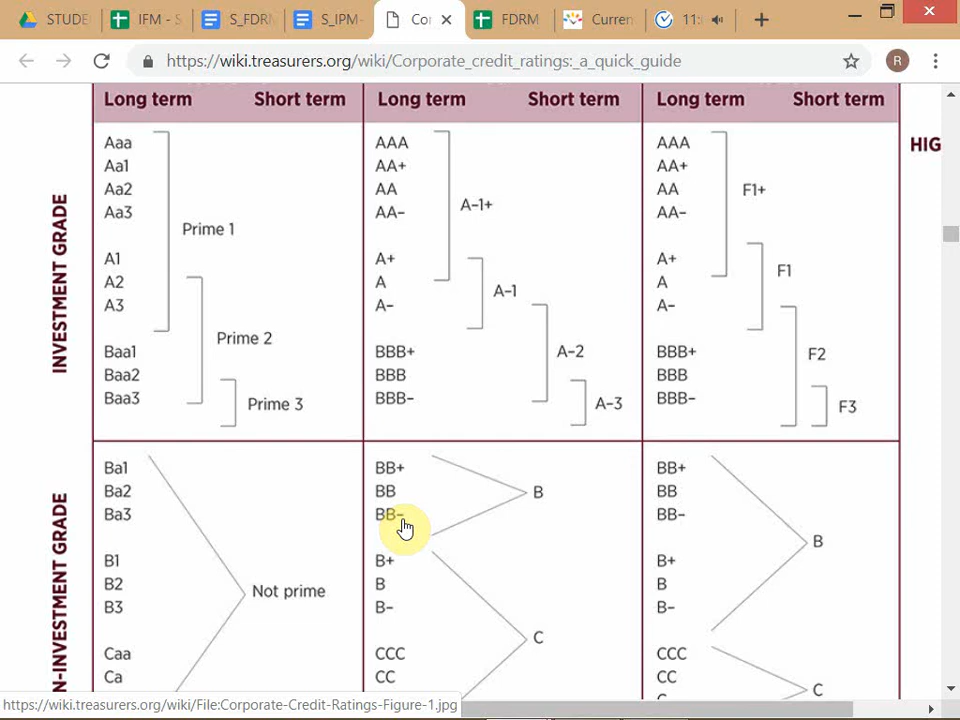 STUDE
IFM - S
S_FDRM
S_IPM-
Co
FDRM
Curren
11:
https://wiki.treasurers.org/wiki/Corporate_credit_ratings:_a_quick_guide
R
Long term Short term Long term Short term Long term Short term
HIG
INVESTMENT GRADE
Aaa
Aa1
Aa2
Aa3
A1
A2
A3
Baa1
Baa2
Baa3
Prime 1
Prime 2
Prime 3
AAA
AA+
AA
AA-
A+
A
A-
BBB+
BBB
BBB-
A-1+
A-1
A-2
A-3
AAA
AA+
AA
AA-
A+
A
A-
BBB+
BBB
BBB-
F1+
F1
F2
F3
N-INVESTMENT GRADE
Ba1
Ba2
Ba3
B1
B2
B3
Caa
Ca
Not prime
BB+
BB
BB-
B+
B
B-
CCC
CC
B
C
BB+
BB
BB-
B+
B
B-
CCC
CC
B
C
https://wiki.treasurers.org/wiki/File:Corporate-Credit-Ratings-Figure-1.jpg